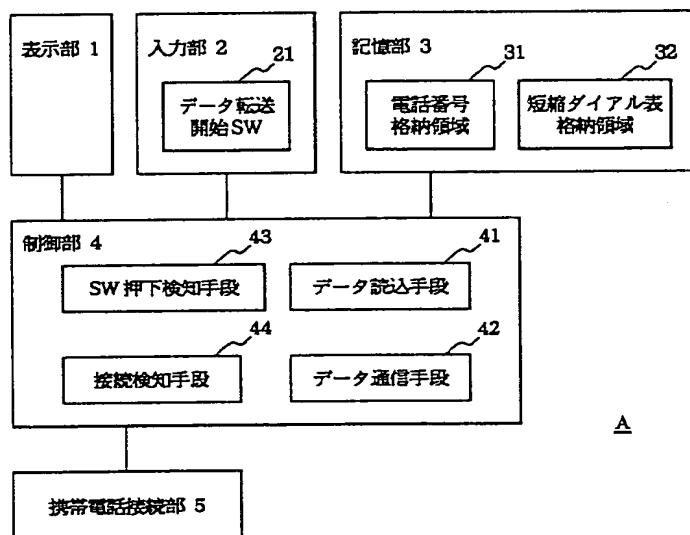 表示部 1
入力部 2
21
データ転送
開始SW
記憶部 3
31
電話番号
格納領域
32
短縮ダイアル表
格納領域
制御部 4
43
SW 押下検知手段
41
データ読込手段
44
接続検知手段
42
データ通信手段
A
携帯電話接続部 5